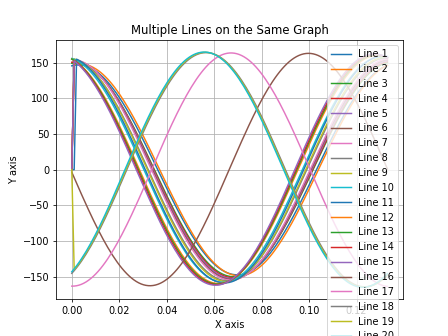 Multiple Lines on the Same Graph
Y axis
150
100
50
0
−50
−100
−150
0.00
0.02
0.04
0.06
0.08
0.10
X axis
Line 1
Line 2
Line 3
Line 4
Line 5
Line 6
Line 7
Line 8
Line 9
Line 10
Line 11
Line 12
Line 13
Line 14
Line 15
Line 16
Line 17
Line 18
Line 19
Line 20